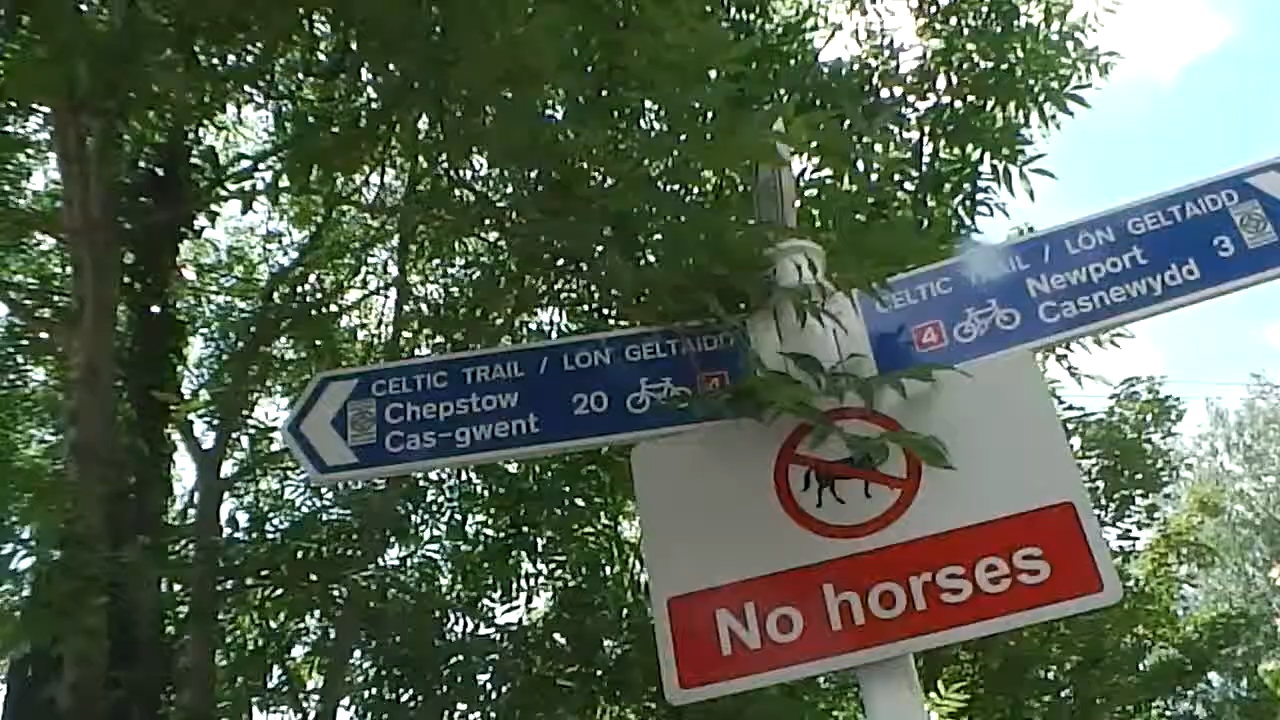 CELTIC TRAIL / LÔN GELTAIDD
Chepstow
Cas-gwent
20
4
CELTIC TRAIL / LÔN GELTAIDD
4
Newport
Casnewydd
3
No horses